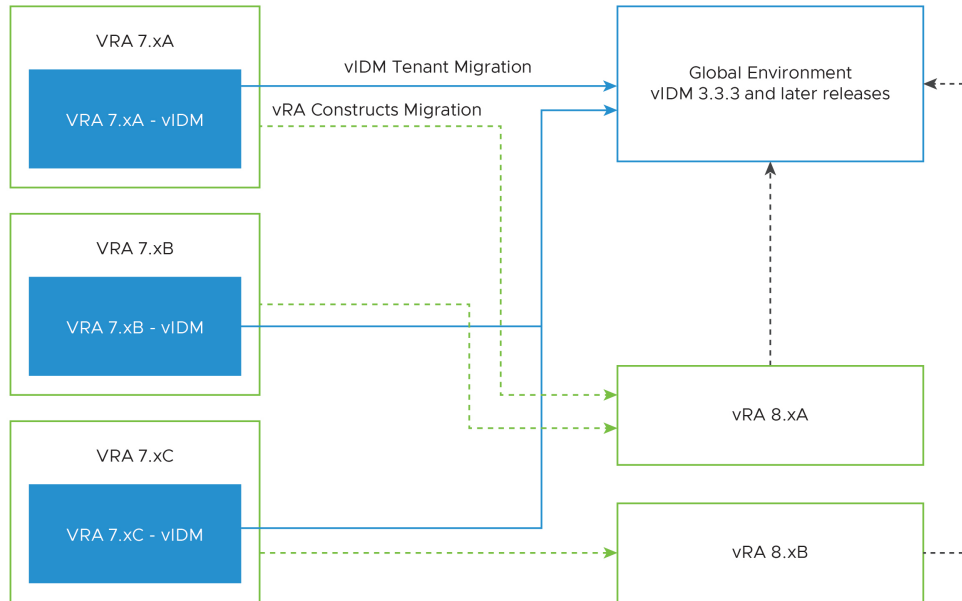 VRA 7.xA
VRA 7.xA - vIDM
vIDM Tenant Migration
vRA Constructs Migration
Global Environment
vIDM 3.3.3 and later releases
VRA 7.xB
VRA 7.xB - vIDM
VRA 7.xC
VRA 7.xC - vIDM
vRA 8.xA
vRA 8.xB